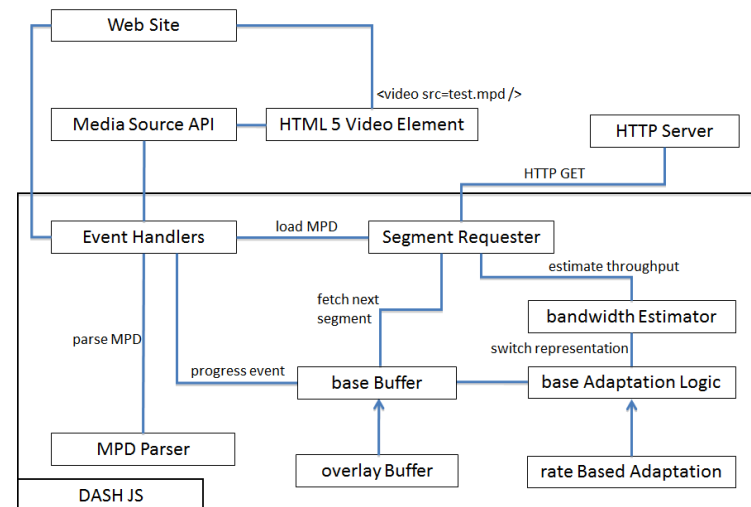 Web Site
<video src=test.mpd />
Media Source API
HTML 5 Video Element
HTTP Server
HTTP GET
Event Handlers
load MPD
Segment Requester
estimate throughput
fetch next
segment
bandwidth Estimator
parse MPD
switch representation
progress event
base Buffer
base Adaptation Logic
MPD Parser
overlay Buffer
rate Based Adaptation
DASH JS